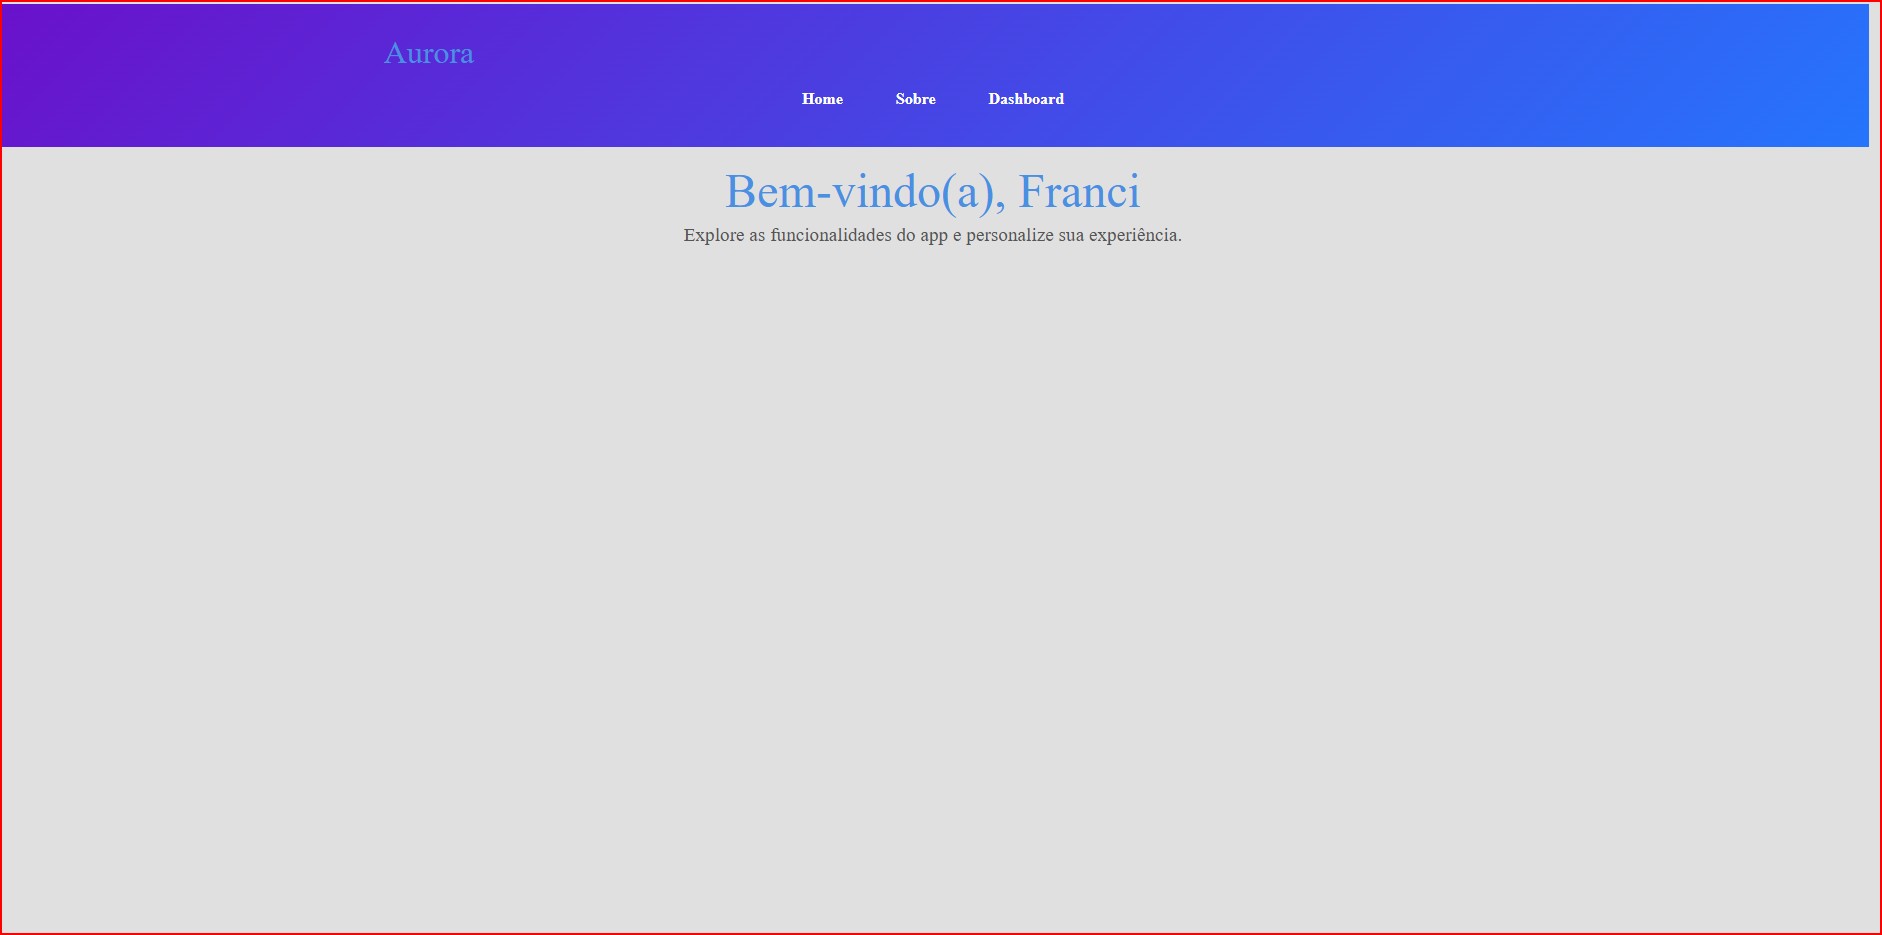 Aurora
Home Sobre Dashboard
Bem-vindo(a), Franci
Explore as funcionalidades do app e personalize sua experiência.